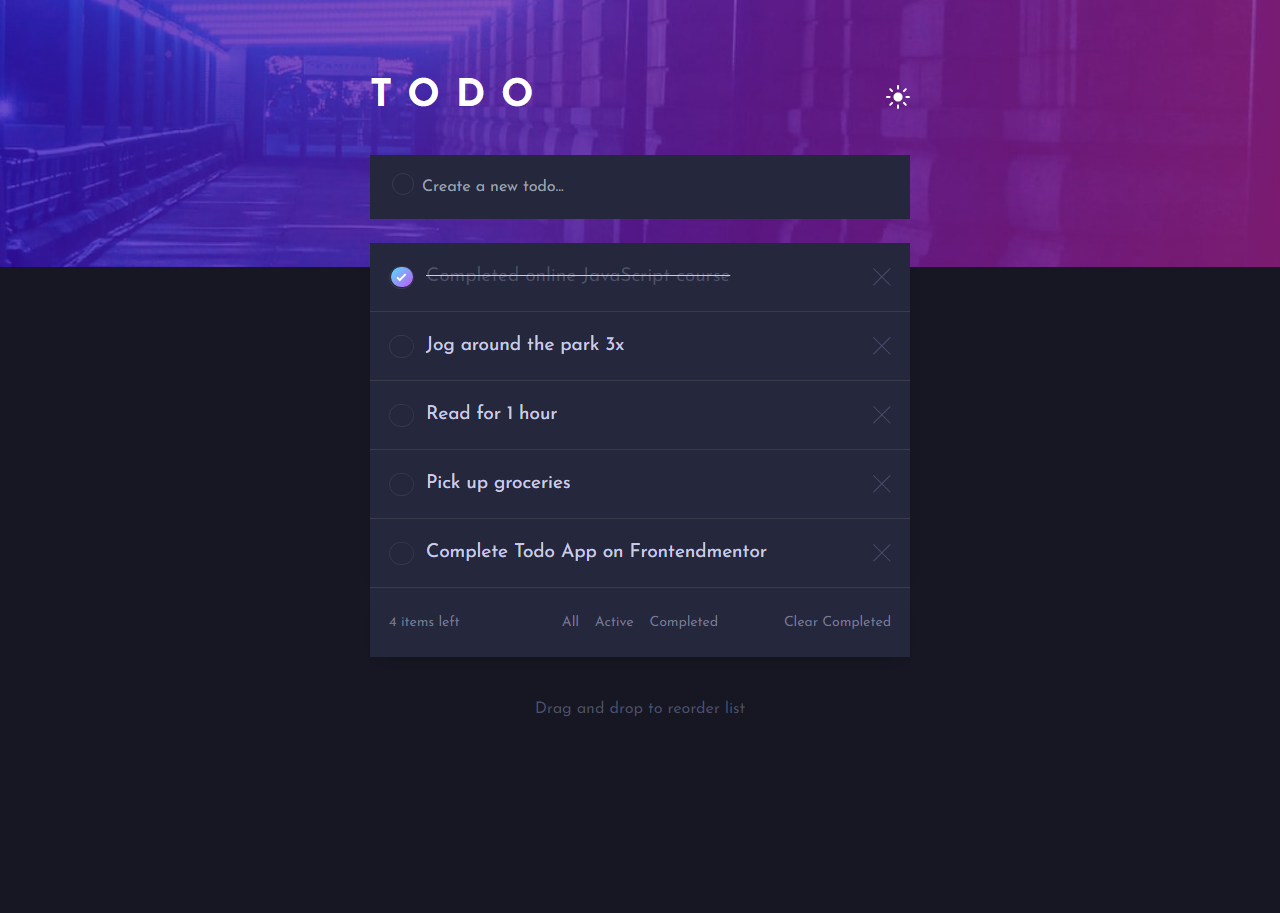 TODO
Create a new todo...
Completed online JavaScript course
Jog around the park 3x
Read for 1 hour
Pick up groceries
Complete Todo App on Frontendmentor
4 items left All Active Completed Clear Completed
Drag and drop to reorder list